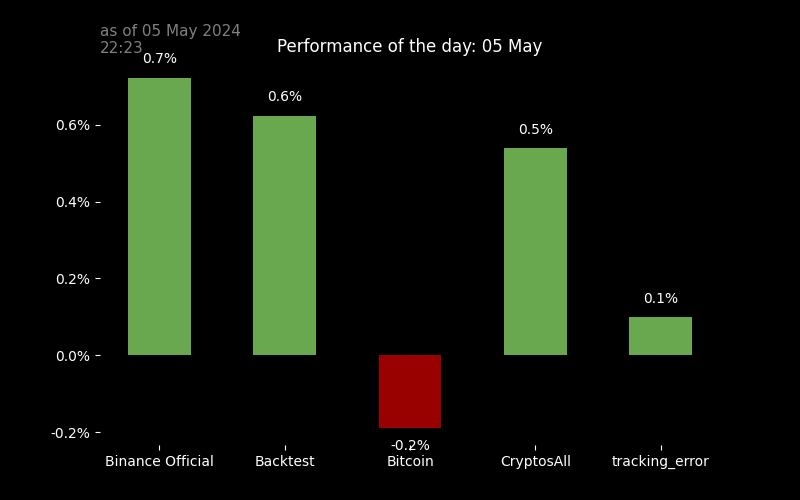 as of 05 May 2024
22:23
Performance of the day: 05 May
0.7%
0.6%
0.5%
0.1%
-0.2%
0.6%
0.4%
0.2%
0.0%
-0.2%
Binance Official
Backtest
Bitcoin
CryptosAll
tracking_error